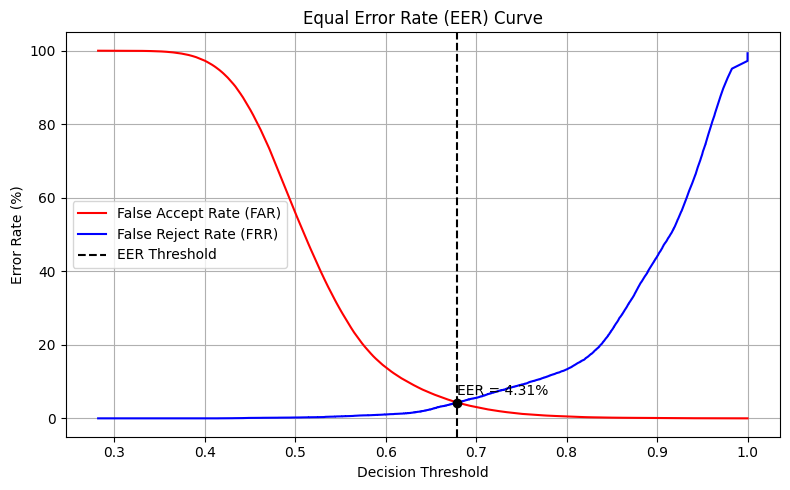 Equal Error Rate (EER) Curve
Error Rate (%)
100
80
60
40
20
0
False Accept Rate (FAR)
False Reject Rate (FRR)
EER Threshold
EER = 4.31%
0.3 0.4 0.5 0.6 0.7 0.8 0.9 1.0
Decision Threshold